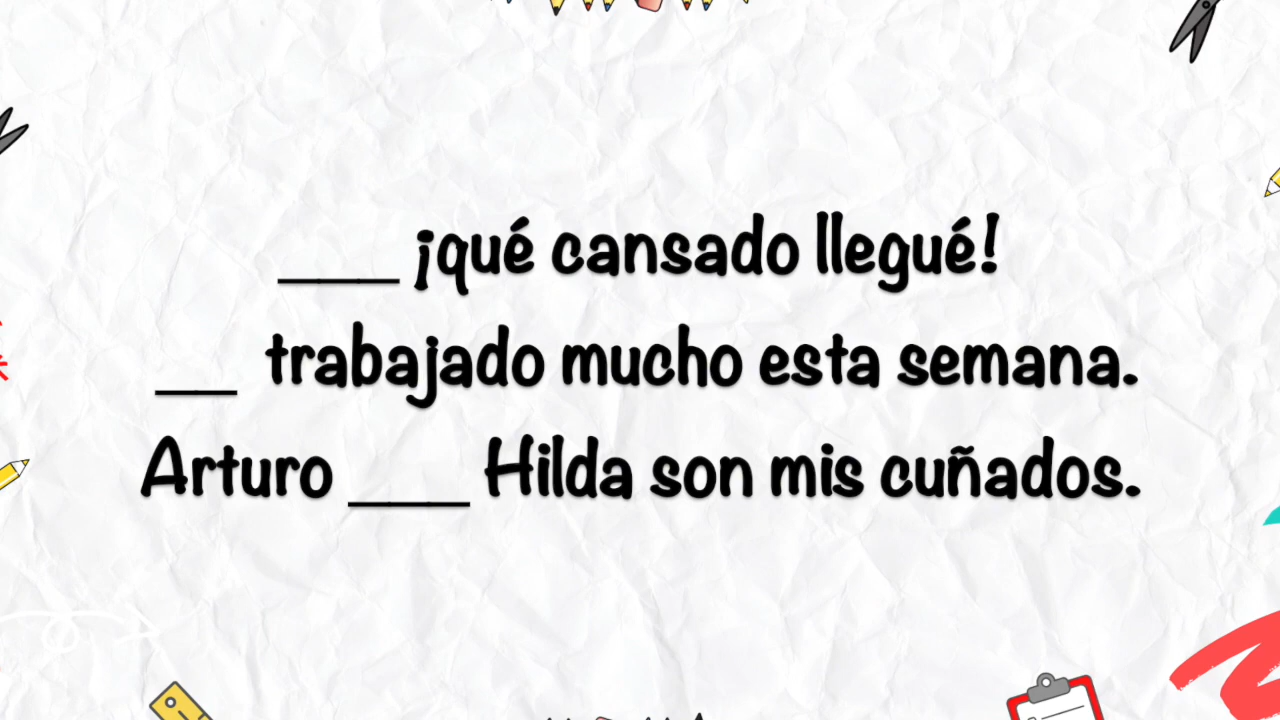 ___ ¡qué cansado llegué!
__ trabajado mucho esta semana.
Arturo ___ Hilda son mis cuñados.